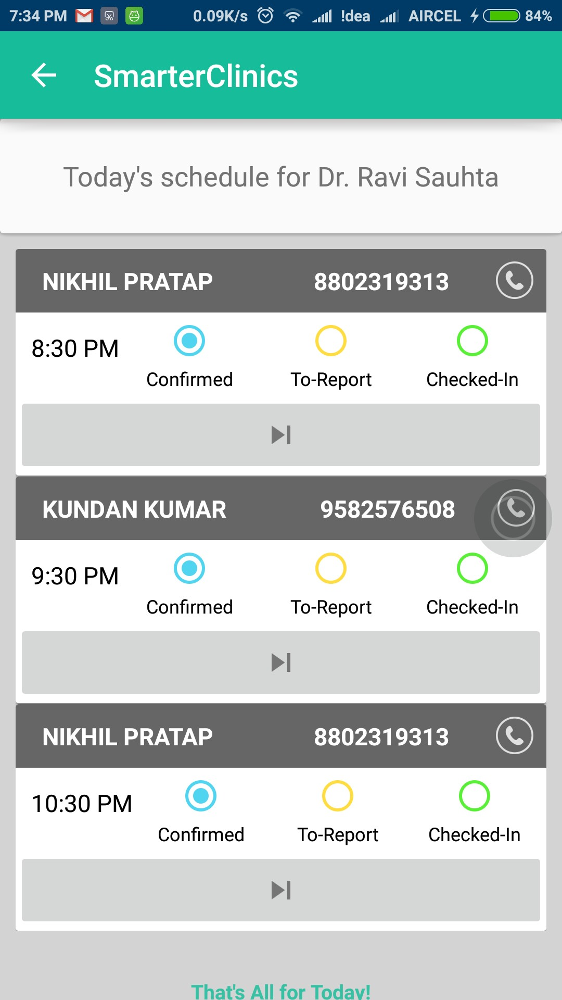 7:34 PM 0.09K/s !dea AIRCEL 84%
SmarterClinics
Today's schedule for Dr. Ravi Sauhta
NIKHIL PRATAP 8802319313
8:30 PM
Confirmed To-Report Checked-In
KUNDAN KUMAR 9582576508
9:30 PM
Confirmed To-Report Checked-In
NIKHIL PRATAP 8802319313
10:30 PM
Confirmed To-Report Checked-In
That's All for Today!